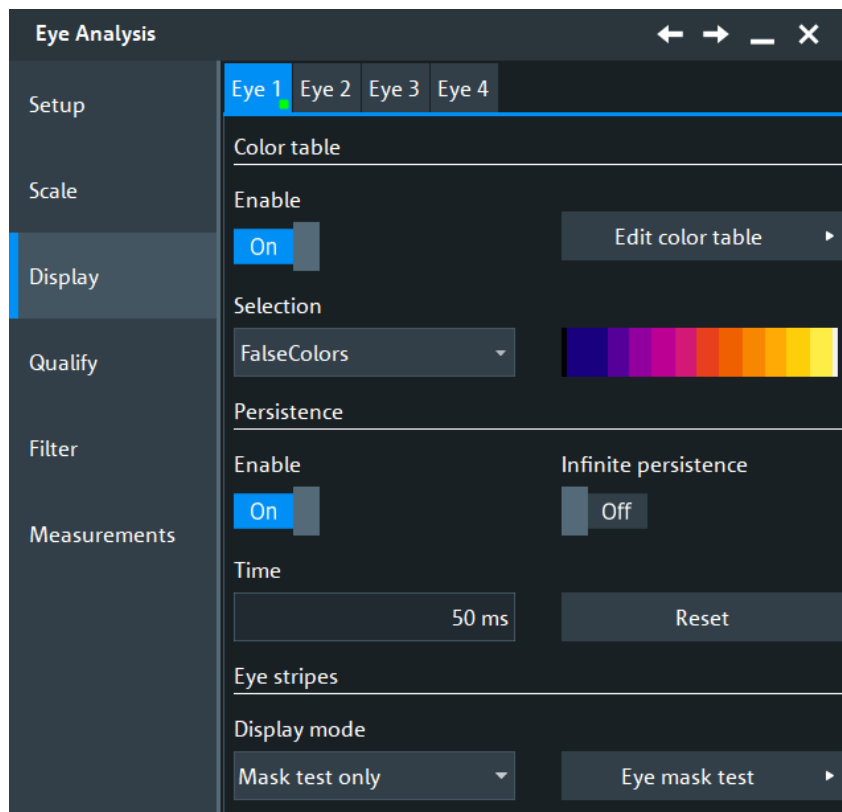 Eye Analysis
Setup
Scale
Display
Qualify
Filter
Measurements
Eye 1 Eye 2 Eye 3 Eye 4
Color table
Enable
On
Edit color table
Selection
FalseColors
Persistence
Enable
Infinite persistence
On
Off
Time
50 ms
Reset
Eye stripes
Display mode
Mask test only
Eye mask test